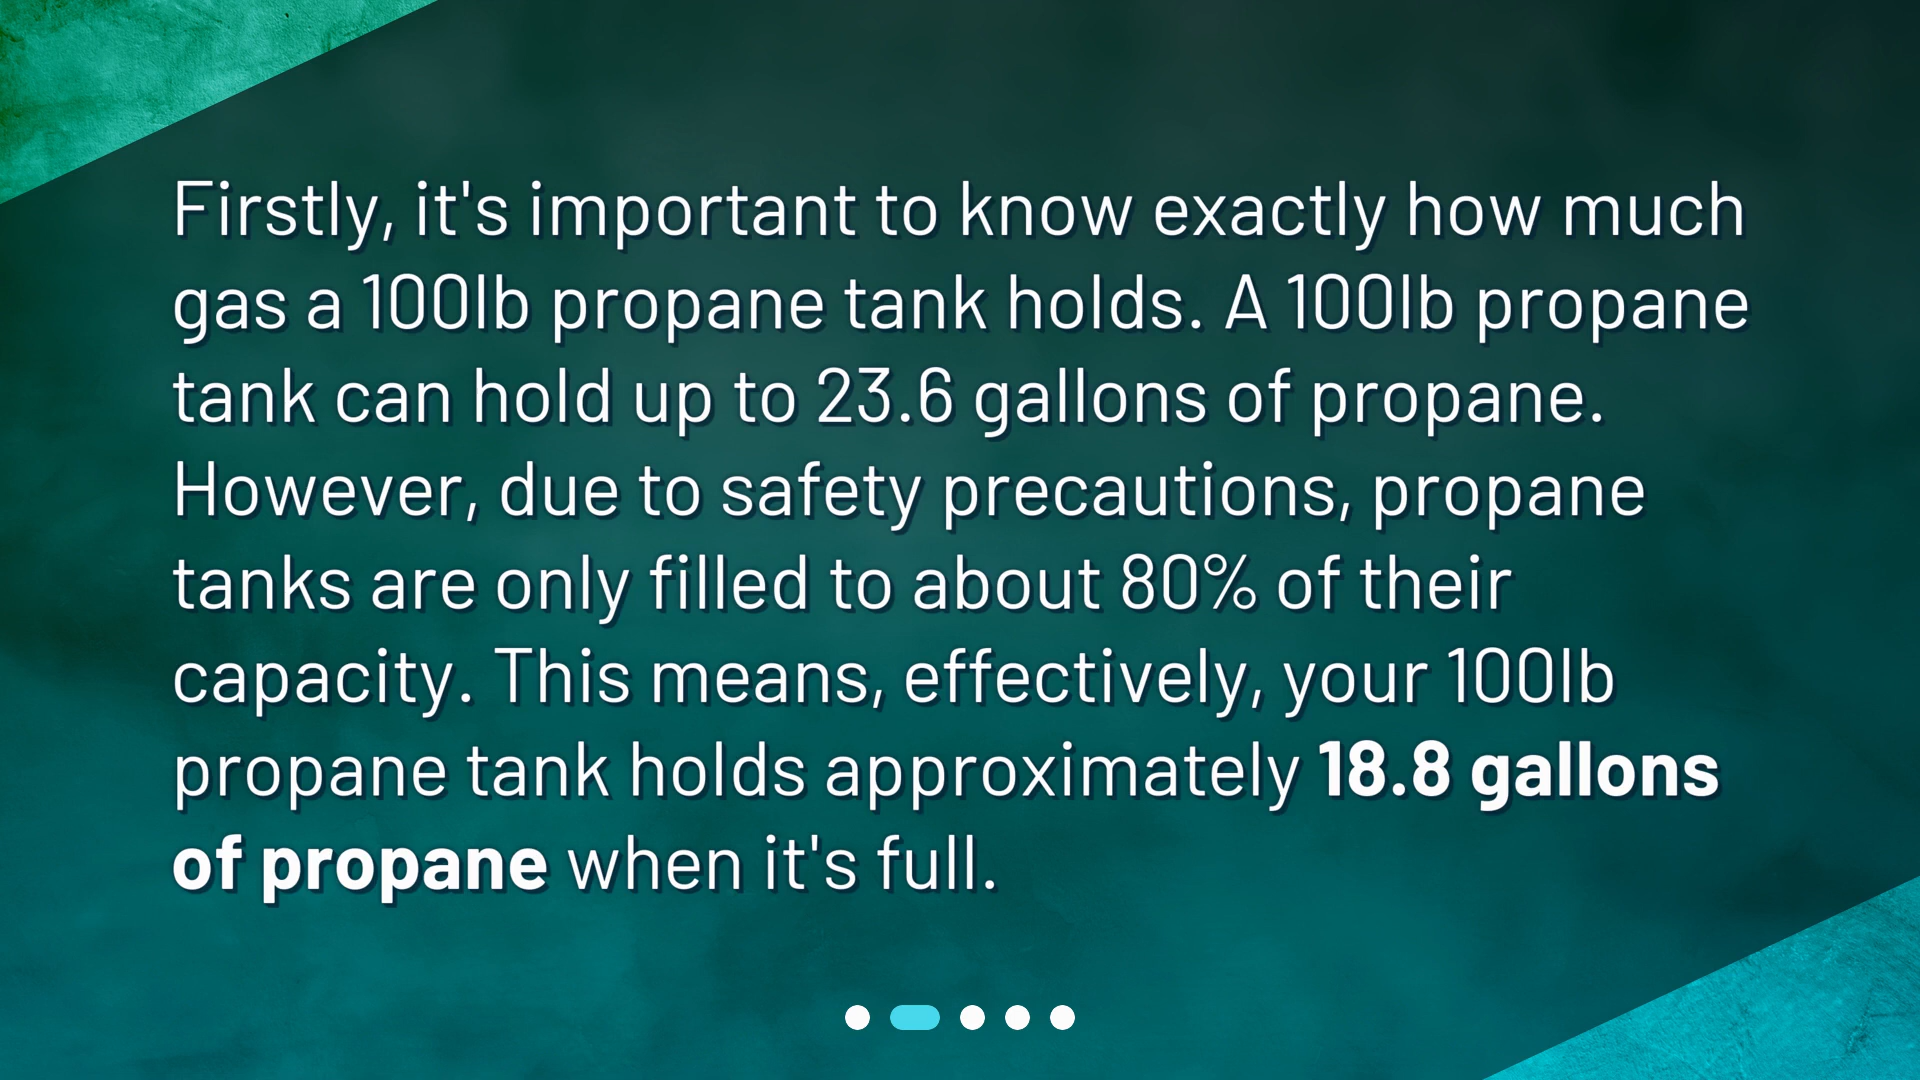 Firstly, it's important to know exactly how much
gas a 100lb propane tank holds. A 100lb propane
tank can hold up to 23.6 gallons of propane.
However, due to safety precautions, propane
tanks are only filled to about 80% of their
capacity. This means, effectively, your 100lb
propane tank holds approximately 18.8 gallons
of propane when it's full.